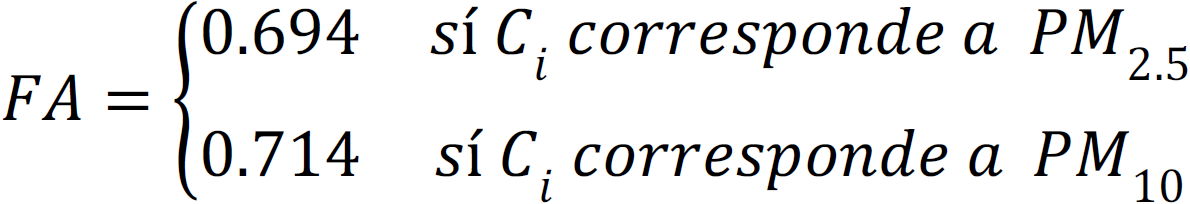 FA = { 0.694 sí C_i corresponde a PM_2.5
0.714 sí C_i corresponde a PM_10